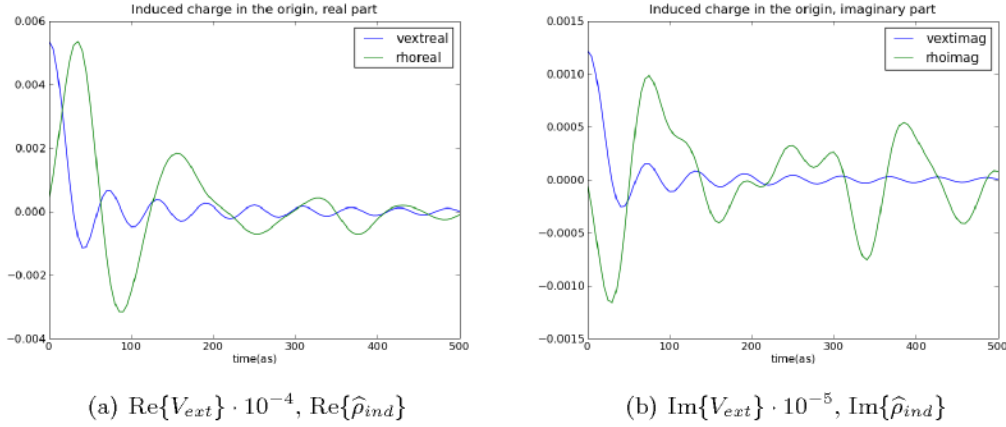 Induced charge in the origin, real part
0.006
0.004
0.002
0.000
−0.002
−0.004
0
100
200
300
400
500
time(as)
vextreal
rhoreal
(a) Re{V_ext} · 10^−4, Re{ρ̂_ind}
Induced charge in the origin, imaginary part
0.0015
0.0010
0.0005
0.0000
−0.0005
−0.0010
−0.0015
0
100
200
300
400
500
time(as)
vextimag
rhoimag
(b) Im{V_ext} · 10^−5, Im{ρ̂_ind}